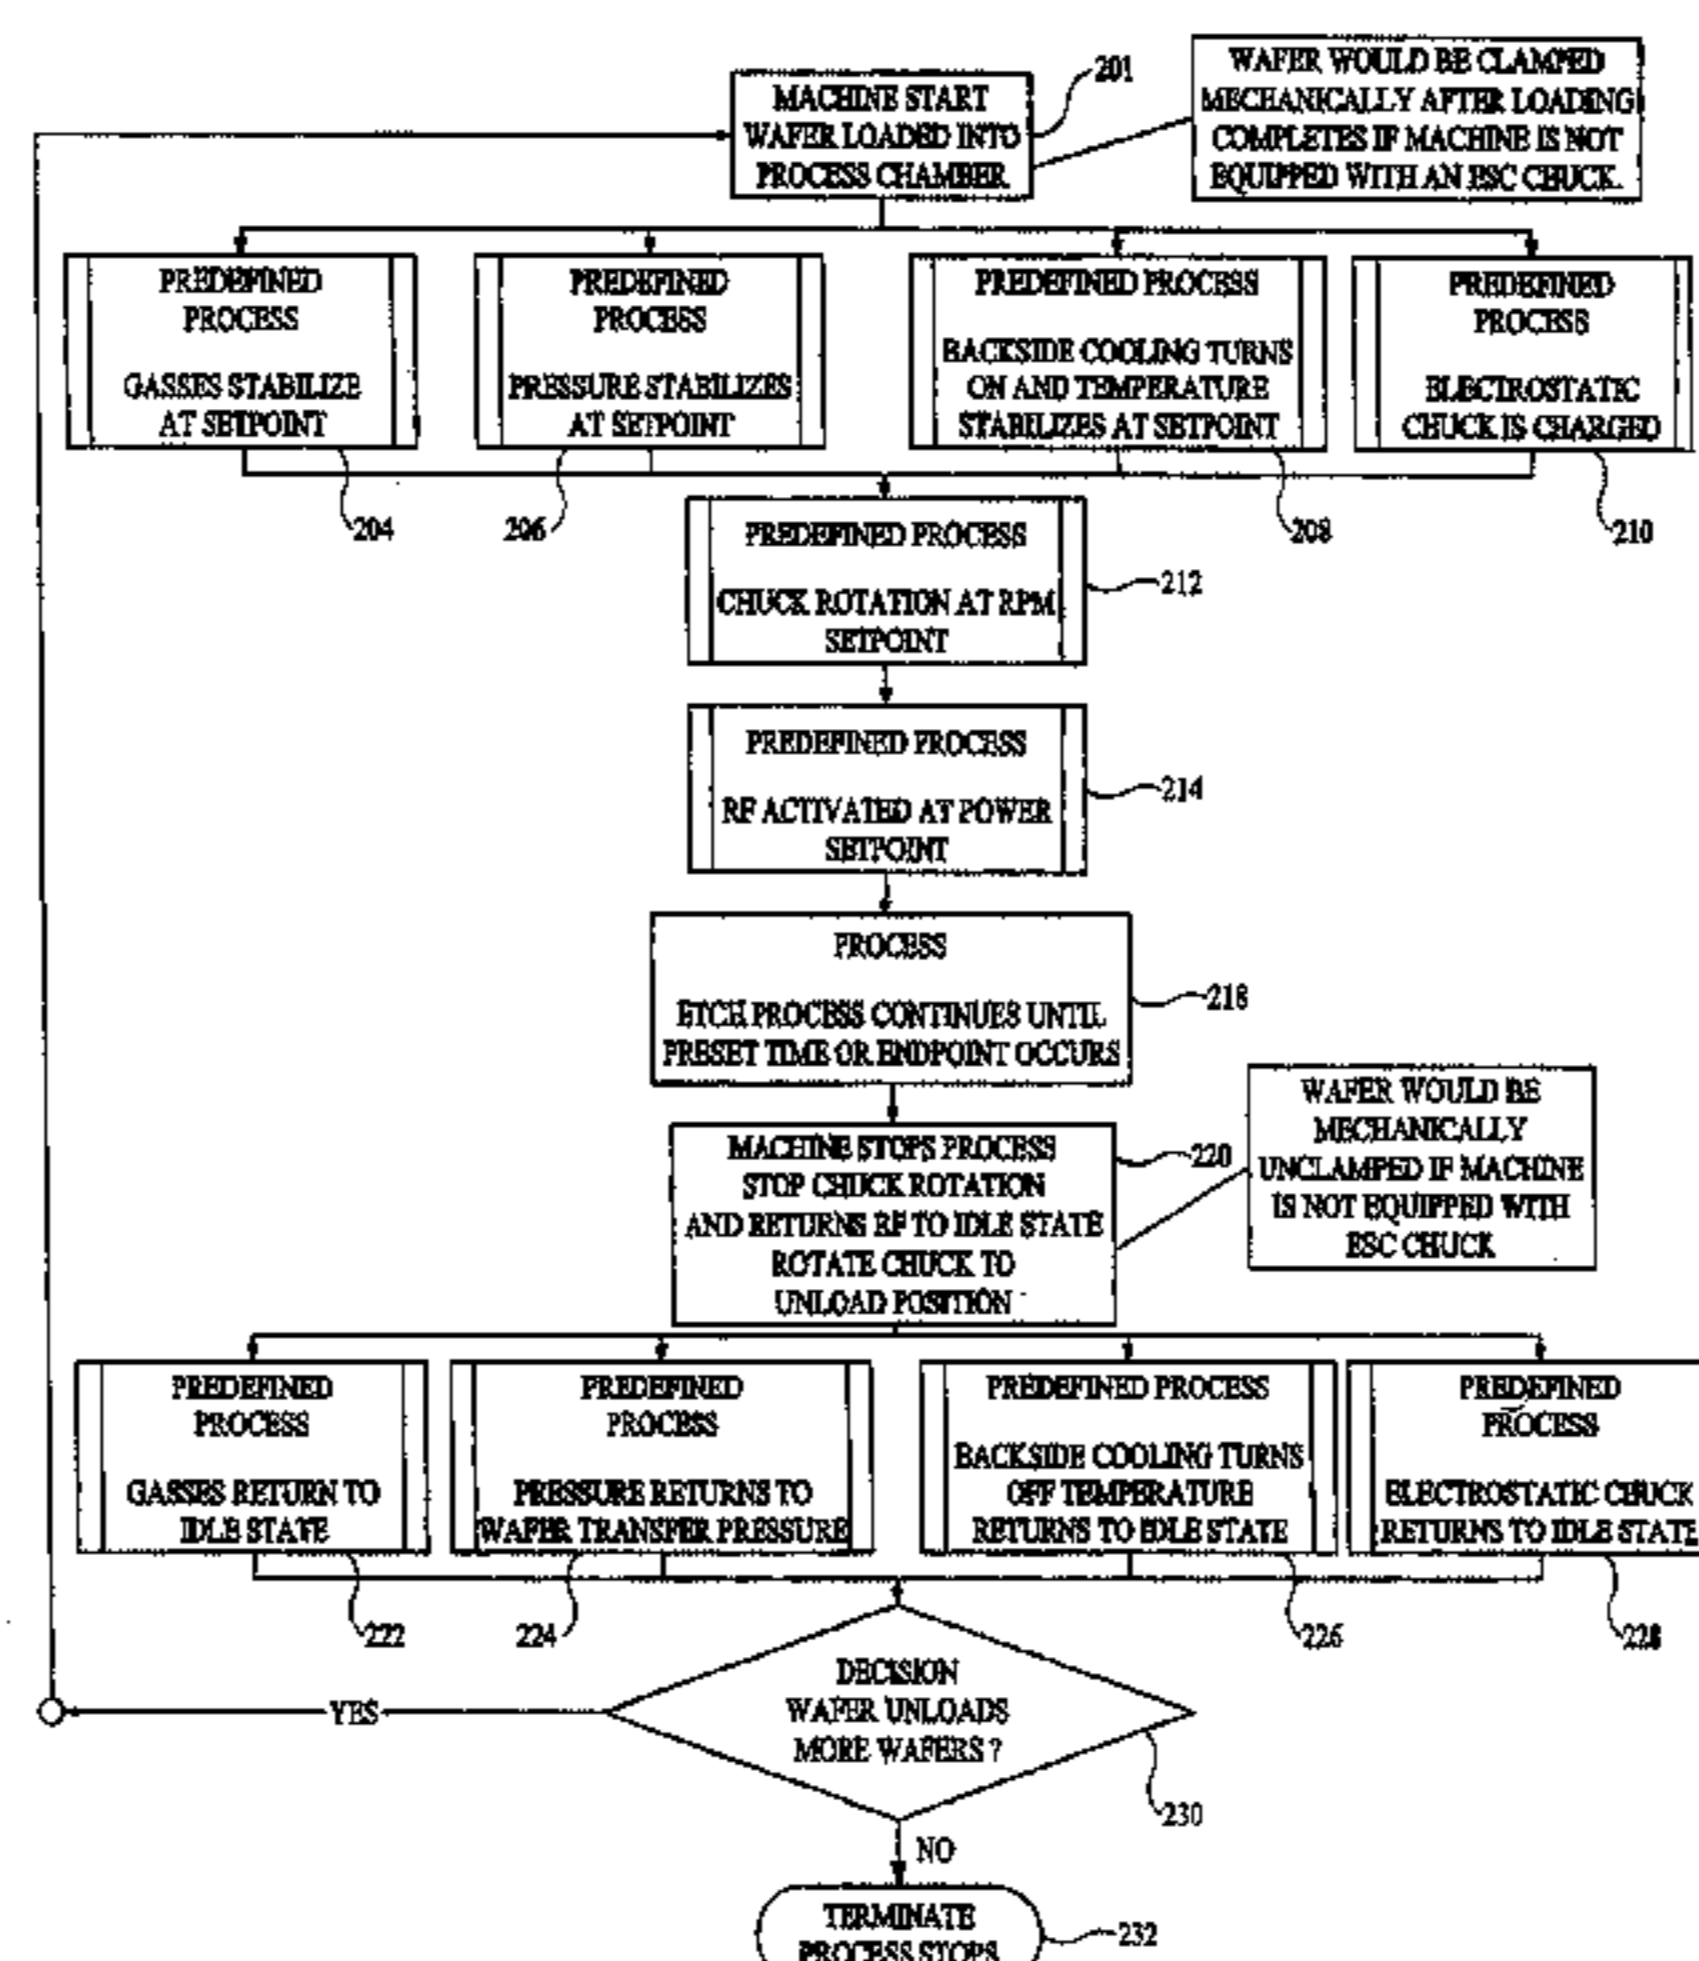 MACHINE START
WAFER LOADED INTO
PROCESS CHAMBER
201
WAFER WOULD BE CLAMPED
MECHANICALLY AFTER LOADING
COMPLETES IF MACHINE IS NOT
EQUIPPED WITH AN ESC CHUCK.
PREDEFINED
PROCESS
GASSES STABILIZE
AT SETPOINT
204
PREDEFINED
PROCESS
PRESSURE STABILIZES
AT SETPOINT
206
PREDEFINED PROCESS
BACKSIDE COOLING TURNS
ON AND TEMPERATURE
STABILIZES AT SETPOINT
208
PREDEFINED
PROCESS
ELECTROSTATIC
CHUCK IS CHARGED
210
PREDEFINED PROCESS
CHUCK ROTATION AT RPM
SETPOINT
212
PREDEFINED PROCESS
RF ACTIVATED AT POWER
SETPOINT
214
PROCESS
ETCH PROCESS CONTINUES UNTIL
PRESET TIME OR ENDPOINT OCCURS
218
MACHINE STOPS PROCESS
STOP CHUCK ROTATION
AND RETURNS RF TO IDLE STATE
ROTATE CHUCK TO
UNLOAD POSITION
220
WAFER WOULD BE
MECHANICALLY
UNCLAMPED IF MACHINE
IS NOT EQUIPPED WITH
ESC CHUCK
PREDEFINED
PROCESS
GASSES RETURN TO
IDLE STATE
222
PREDEFINED
PROCESS
PRESSURE RETURNS TO
WAFER TRANSFER PRESSURE
224
PREDEFINED PROCESS
BACKSIDE COOLING TURNS
OFF TEMPERATURE
RETURNS TO IDLE STATE
226
PREDEFINED
PROCESS
ELECTROSTATIC CHUCK
RETURNS TO IDLE STATE
228
DECISION
WAFER UNLOADS
MORE WAFERS ?
230
YES
NO
TERMINATE
PROCESS STOPS
232